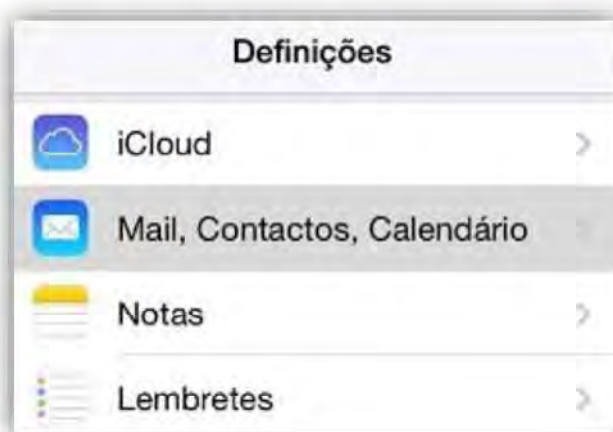 Definições
iCloud
Mail, Contactos, Calendário
Notas
Lembretes